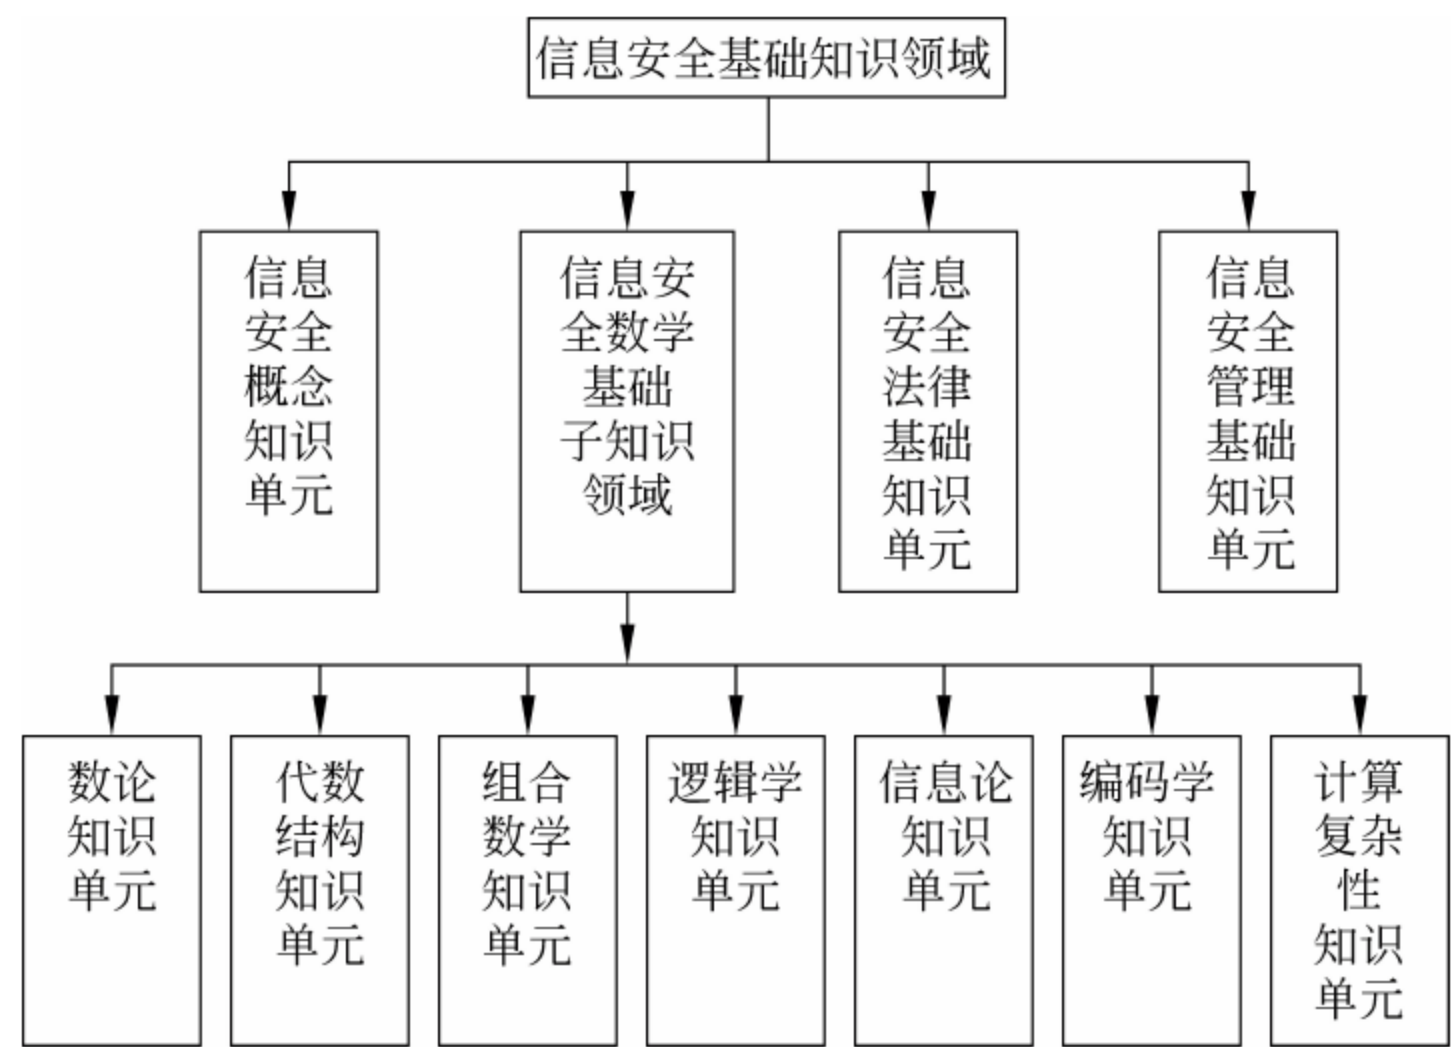 信息安全基础知识领域
信息
安全
概念
知识
单元
信息安
全数学
基础
子知识
领域
信息
安全
法律
基础
知识
单元
信息
安全
管理
基础
知识
单元
数论
知识
单元
代数
结构
知识
单元
组合
数学
知识
单元
逻辑学
知识
单元
信息论
知识
单元
编码学
知识
单元
计算
复杂
性
知识
单元